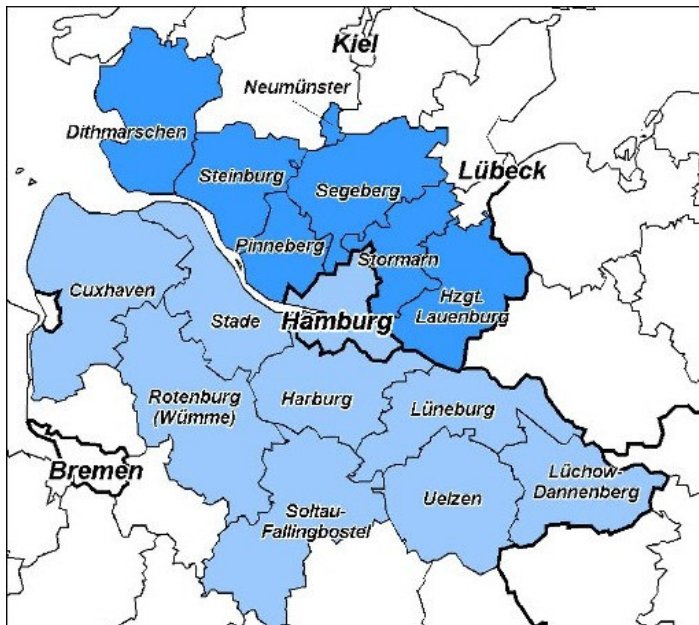 Kiel
Neumünster
Dithmarschen
Steinburg
Segeberg
Lübeck
Pinneberg
Stormarn
Cuxhaven
Hzgt.
Lauenburg
Stade
Hamburg
Rotenburg
(Wümme)
Harburg
Lüneburg
Bremen
Lüchow-
Dannenberg
Uelzen
Soltau-
Fallingbostel